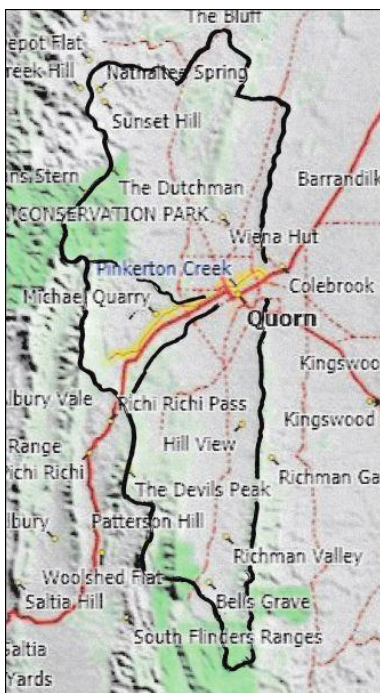 The Bluff
epot Flat
reek Hill
Nathaltee Spring
Sunset Hill
ns Stern
The Dutchman
Barrandilk
CONSERVATION PARK
Wiena Hut
Pinkerton Creek
Colebrook
Michael Quarry
Quorn
Kingswoo
lbury Vale
Richi Richi Pass
Kingswood
Hill View
Range
Richi Richi
Richman Ga
The Devils Peak
lbury
Patterson Hill
Richman Valley
Woolshed Flat
Saltia Hill
Bells Grave
South Flinders Ranges
Saltia
Yards